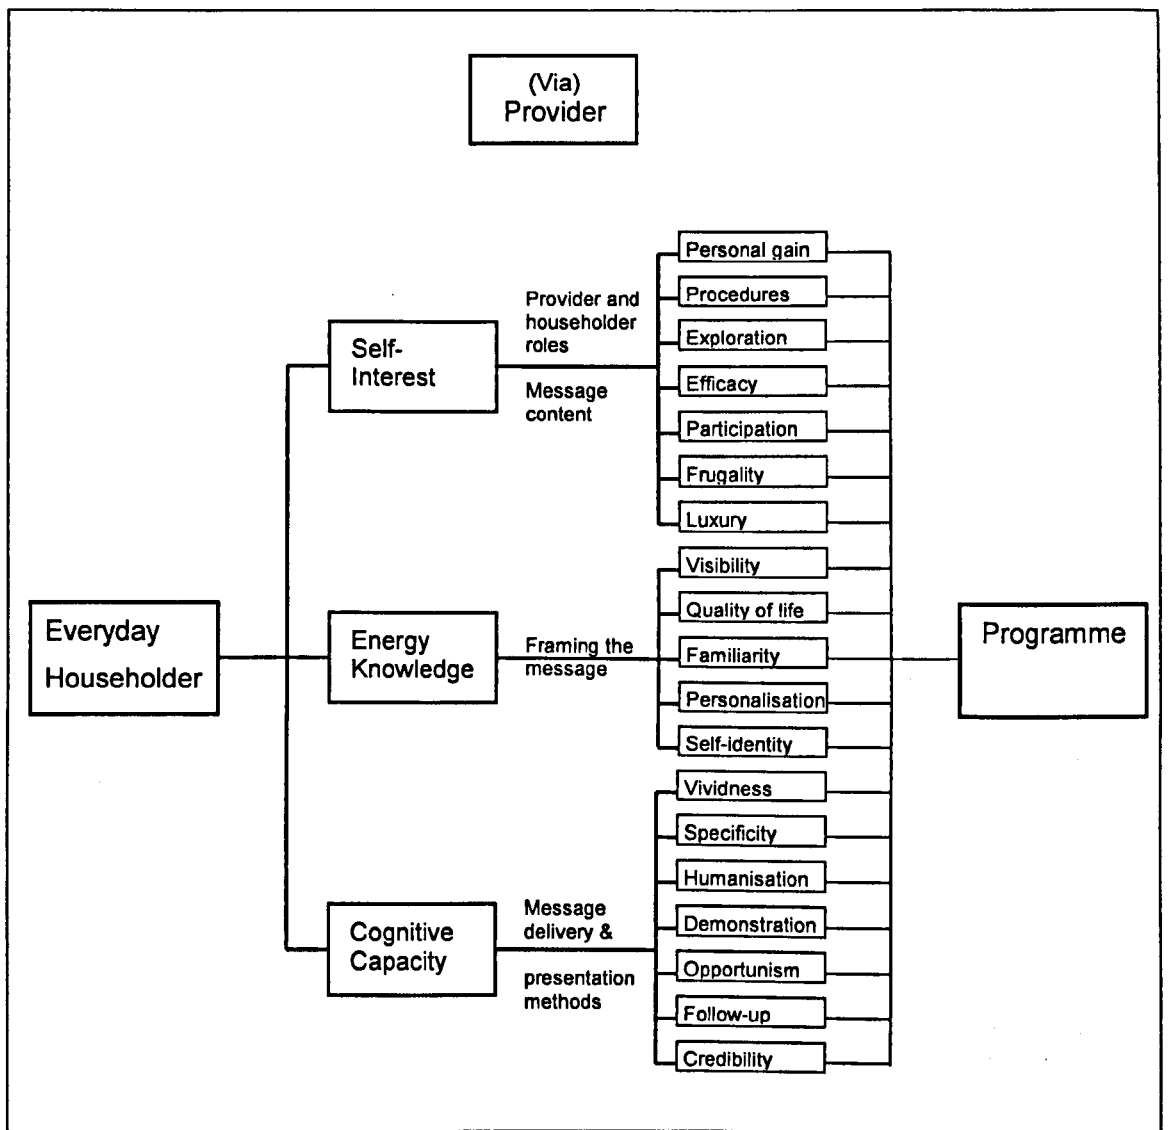 (Via)
Provider
Everyday
Householder
Self-
Interest
Provider and
householder
roles
Message
content
Personal gain
Procedures
Exploration
Efficacy
Participation
Frugality
Luxury
Energy
Knowledge
Framing the
message
Visibility
Quality of life
Familiarity
Personalisation
Self-identity
Cognitive
Capacity
Message
delivery &
presentation
methods
Vividness
Specificity
Humanisation
Demonstration
Opportunism
Follow-up
Credibility
Programme